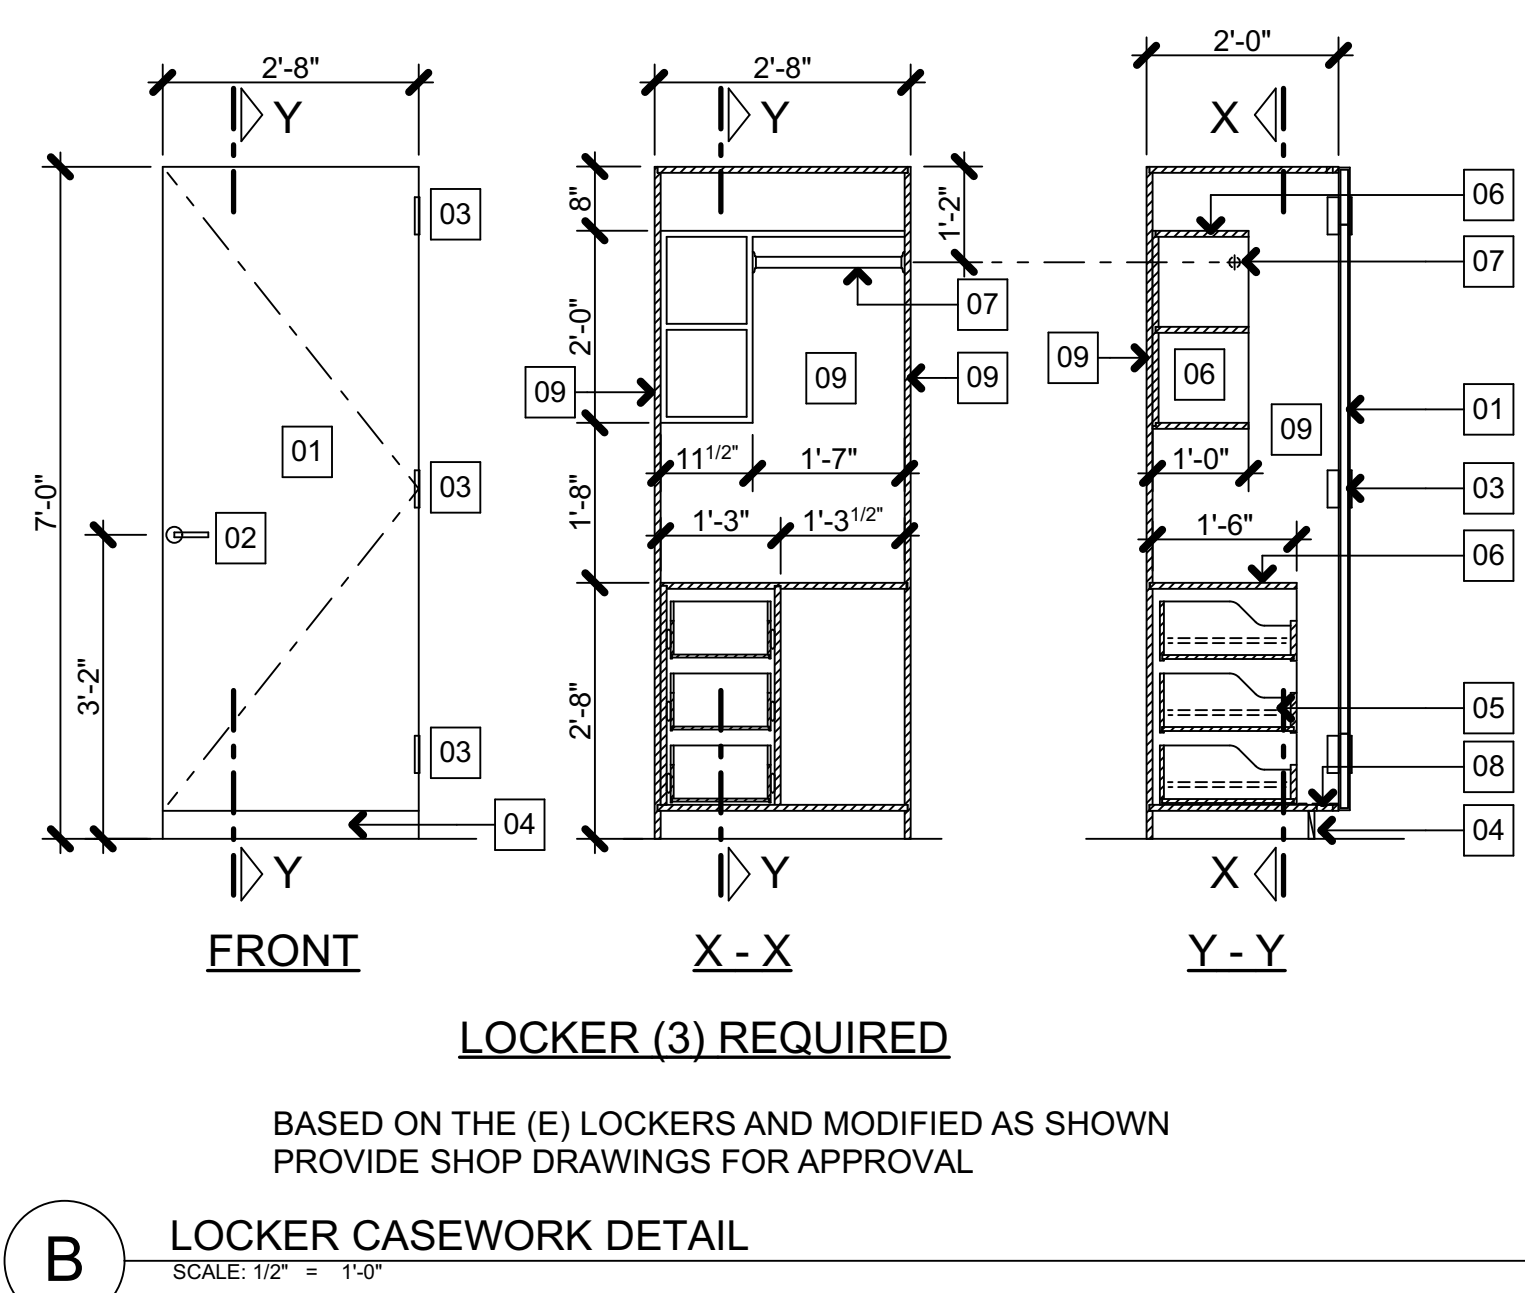 2'-8"
2'-8"
2'-0"
Y
Y
X
03
8"
1'-2"
06
07
07
2'-0"
09
09
09
09
06
09
01
01
11 1/2"
1'-7"
1'-0"
7'-0"
03
1'-8"
03
02
1'-3"
1'-3 1/2"
1'-6"
06
3'-2"
2'-8"
05
03
08
04
04
Y
Y
X
FRONT
X - X
Y - Y
LOCKER (3) REQUIRED
BASED ON THE (E) LOCKERS AND MODIFIED AS SHOWN
PROVIDE SHOP DRAWINGS FOR APPROVAL
B
LOCKER CASEWORK DETAIL
SCALE: 1/2" = 1'-0"